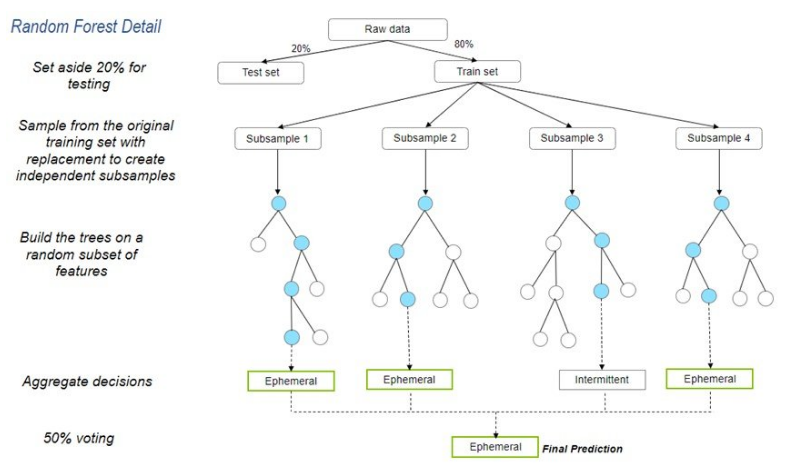 Random Forest Detail
Raw data
20%
80%
Set aside 20% for
testing
Test set
Train set
Sample from the original
training set with
replacement to create
independent subsamples
Subsample 1
Subsample 2
Subsample 3
Subsample 4
Build the trees on a
random subset of
features
Aggregate decisions
Ephemeral
Ephemeral
Intermittent
Ephemeral
50% voting
Ephemeral
Final Prediction